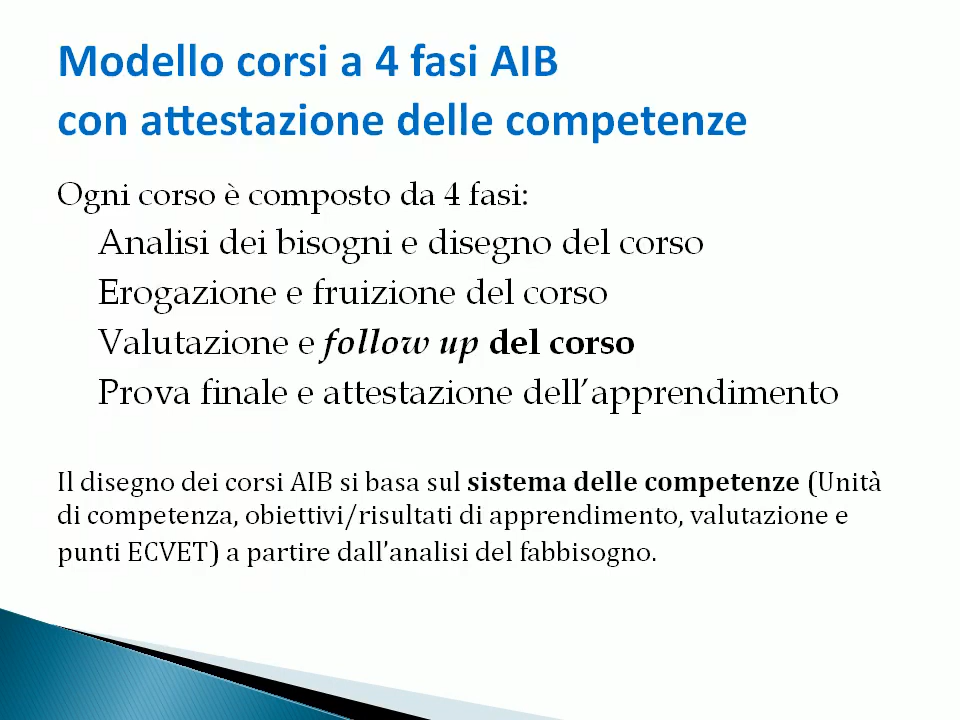 Modello corsi a 4 fasi AIB
con attestazione delle competenze
Ogni corso è composto da 4 fasi:
Analisi dei bisogni e disegno del corso
Erogazione e fruizione del corso
Valutazione e follow up del corso
Prova finale e attestazione dell’apprendimento
Il disegno dei corsi AIB si basa sul sistema delle competenze (Unità
di competenza, obiettivi/risultati di apprendimento, valutazione e
punti ECVET) a partire dall’analisi del fabbisogno.